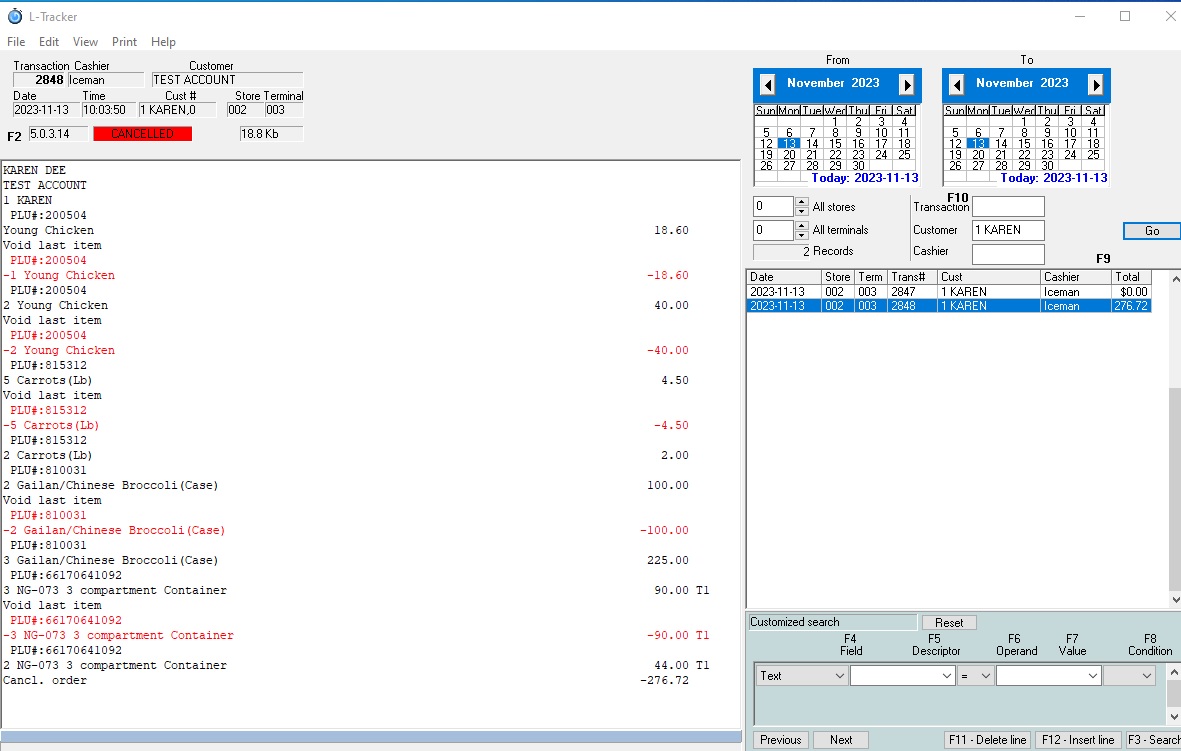 L-Tracker
File Edit View Print Help
Transaction Cashier Customer
2848 Iceman TEST ACCOUNT
Date Time Cust # Store Terminal
2023-11-13 10:03:50 1 KAREN,0 002 003
F2 5.0.3.14 CANCELLED 18.8 Kb
KAREN DEE
TEST ACCOUNT
1 KAREN
PLU#:200504
Young Chicken 18.60
Void last item
PLU#:200504
-1 Young Chicken -18.60
PLU#:200504
2 Young Chicken 40.00
Void last item
PLU#:200504
-2 Young Chicken -40.00
PLU#:815312
5 Carrots(Lb) 4.50
Void last item
PLU#:815312
-5 Carrots(Lb) -4.50
PLU#:815312
2 Carrots(Lb) 2.00
PLU#:810031
2 Gailan/Chinese Broccoli(Case) 100.00
Void last item
PLU#:810031
-2 Gailan/Chinese Broccoli(Case) -100.00
PLU#:810031
3 Gailan/Chinese Broccoli(Case) 225.00
PLU#:66170641092
3 NG-073 3 compartment Container 90.00 T1
Void last item
PLU#:66170641092
-3 NG-073 3 compartment Container -90.00 T1
PLU#:66170641092
2 NG-073 3 compartment Container 44.00 T1
Cancl. order -276.72
From To
November 2023 November 2023
Sun Mon Tue Wed Thu Fri Sat Sun Mon Tue Wed Thu Fri Sat
1 2 3 4 1 2 3 4
5 6 7 8 9 10 11 5 6 7 8 9 10 11
12 13 14 15 16 17 18 12 13 14 15 16 17 18
19 20 21 22 23 24 25 19 20 21 22 23 24 25
26 27 28 29 30 26 27 28 29 30
Today: 2023-11-13 Today: 2023-11-13
F10
0 All stores Transaction
0 All terminals Customer 1 KAREN Go
2 Records Cashier F9
Date Store Term Trans# Cust Cashier Total
2023-11-13 002 003 2847 1 KAREN Iceman $0.00
2023-11-13 002 003 2848 1 KAREN Iceman 276.72
Customized search Reset
F4 F5 F6 F7 F8
Field Descriptor Operand Value Condition
Text =
Previous Next F11 - Delete line F12 - Insert line F3 - Search